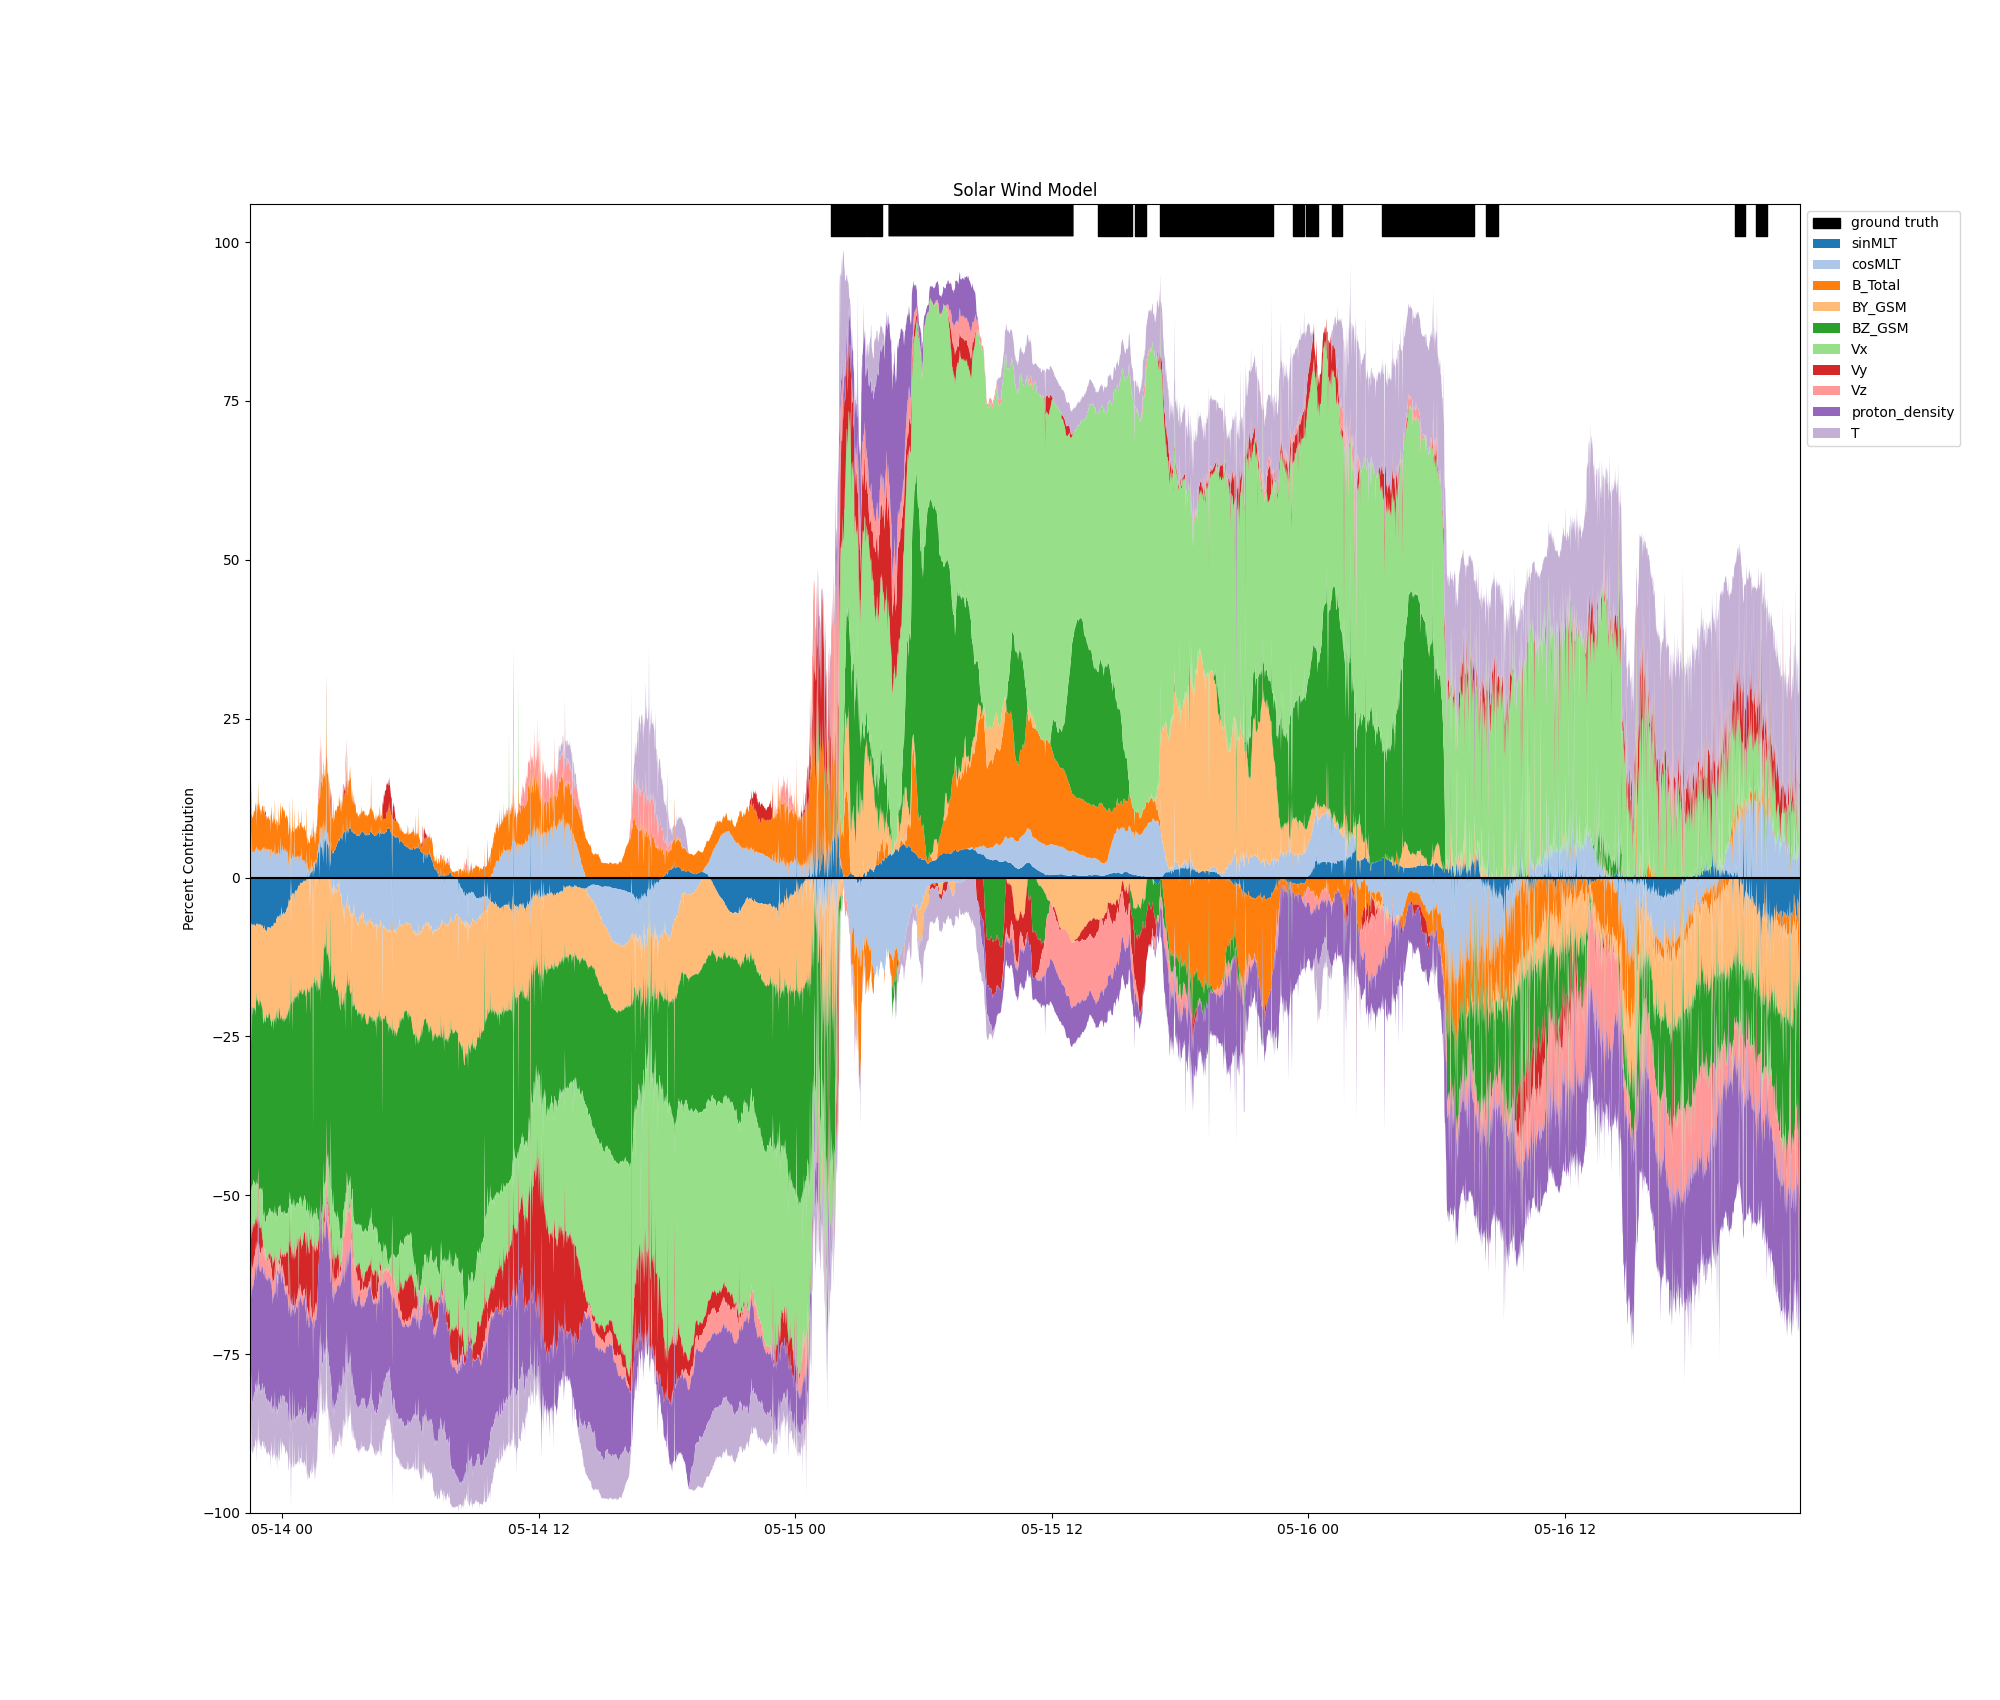 Solar Wind Model
100
75
50
25
0
−25
−50
−75
−100
Percent Contribution
05-14 00
05-14 12
05-15 00
05-15 12
05-16 00
05-16 12
ground truth
sinMLT
cosMLT
B_Total
BY_GSM
BZ_GSM
Vx
Vy
Vz
proton_density
T